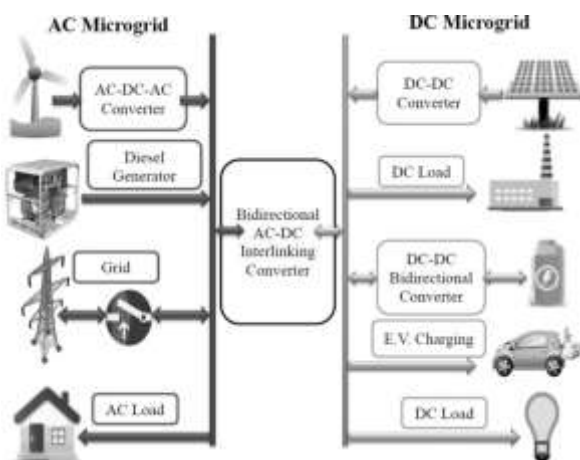 AC Microgrid
DC Microgrid
AC-DC-AC
Converter
DC-DC
Converter
Diesel
Generator
DC Load
Bidirectional
AC-DC
Interlinking
Converter
Grid
DC-DC
Bidirectional
Converter
E.V. Charging
AC Load
DC Load